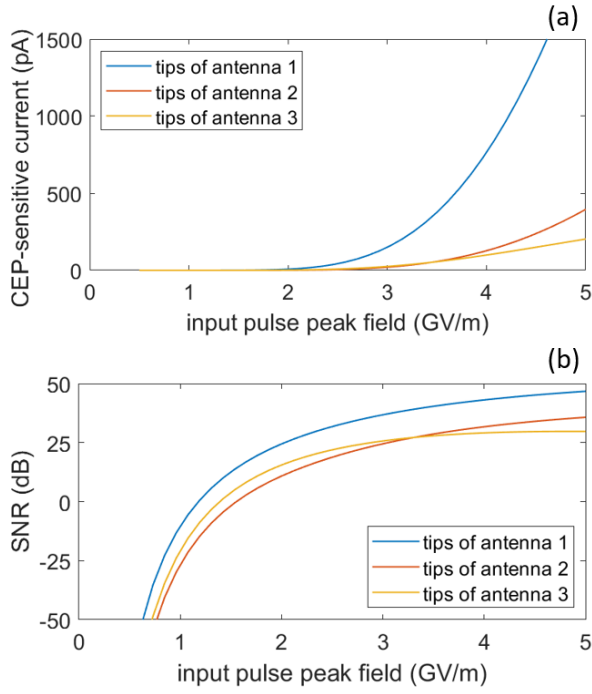 (a)
1500
1000
500
0
CEP-sensitive current (pA)
tips of antenna 1
tips of antenna 2
tips of antenna 3
0 1 2 3 4 5
input pulse peak field (GV/m)
(b)
50
25
0
-25
-50
SNR (dB)
tips of antenna 1
tips of antenna 2
tips of antenna 3
0 1 2 3 4 5
input pulse peak field (GV/m)